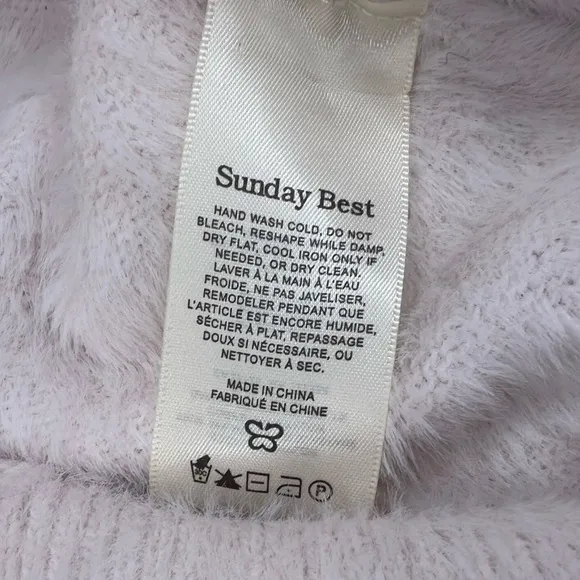 Sunday Best
HAND WASH COLD, DO NOT
BLEACH, RESHAPE WHILE DAMP,
DRY FLAT, COOL IRON ONLY IF
NEEDED, OR DRY CLEAN.
LAVER À LA MAIN À L'EAU
FROIDE, NE PAS JAVELISER,
REMODELER PENDANT QUE
L'ARTICLE EST ENCORE HUMIDE,
SÉCHER À PLAT, REPASSAGE
DOUX SI NÉCESSAIRE, OU
NETTOYER À SEC.
MADE IN CHINA
FABRIQUÉ EN CHINE
30C P